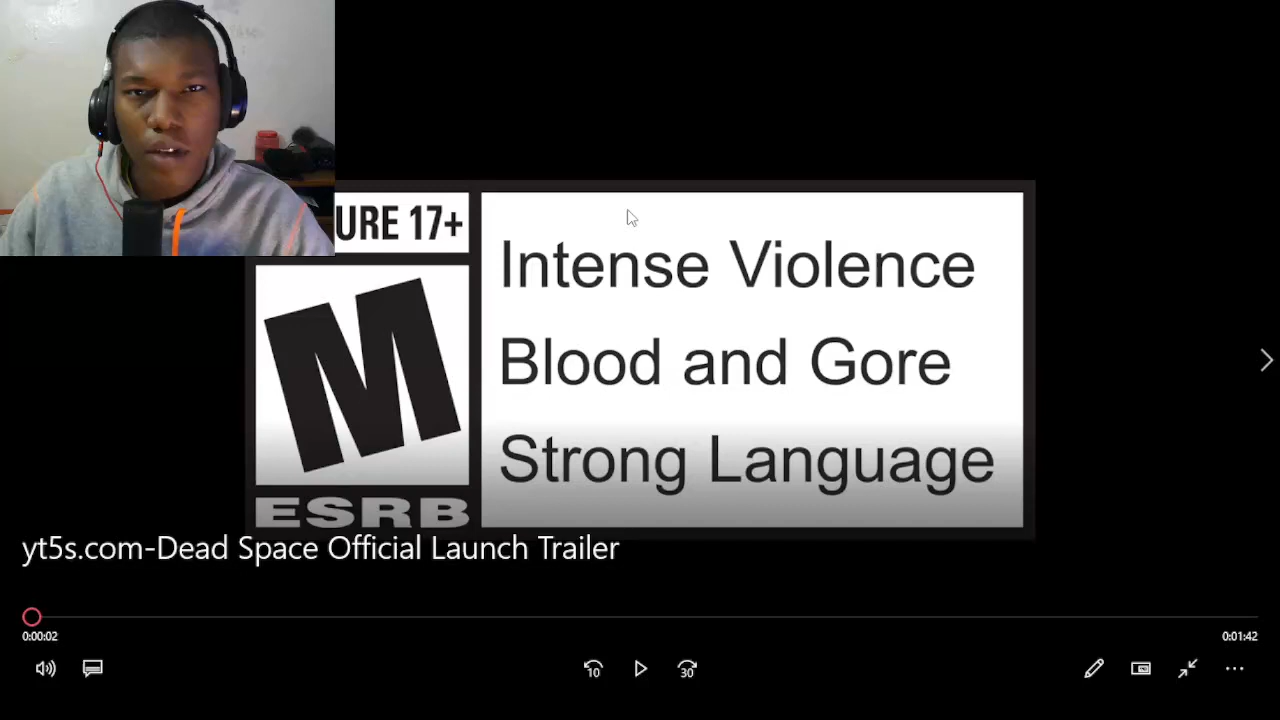 URE 17+
Intense Violence
Blood and Gore
Strong Language
M
ESRB
yt5s.com-Dead Space Official Launch Trailer
0:00:02
0:01:42
10
30